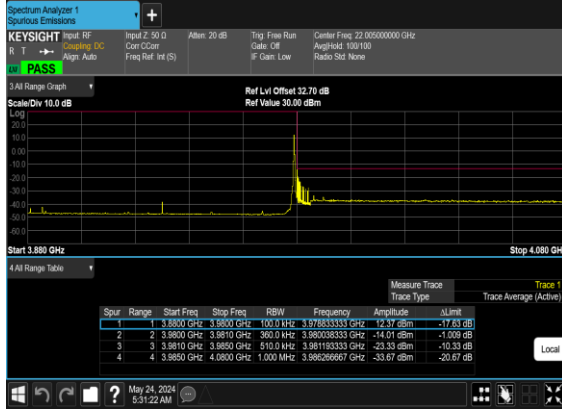 Spectrum Analyzer 1
Spurious Emissions
KEYSIGHT Input: RF Input Z: 50 Ω Atten: 20 dB Trig: Free Run Center Freq: 22.005000000 GHz
R T Coupling: DC Corr CCorr Gate: Off Avg|Hold: 100/100
Align: Auto Freq Ref: Int (S) IF Gain: Low Radio Std: None
PASS
3 All Range Graph
Ref Lvl Offset 32.70 dB
Scale/Div 10.0 dB Ref Value 30.00 dBm
Log
20.0
10.0
0.00
-10.0
-20.0
-30.0
-40.0
-50.0
-60.0
Start 3.880 GHz Stop 4.080 GH
4 All Range Table
Measure Trace Trace 1
Trace Type Trace Average (Active)
Spur Range Start Freq Stop Freq RBW Frequency Amplitude ΔLimit
1 1 3.8800 GHz 3.9800 GHz 100.0 kHz 3.978833333 GHz 12.37 dBm -17.63 dB
2 2 3.9800 GHz 3.9810 GHz 360.0 kHz 3.980038333 GHz -14.01 dBm -1.009 dB
3 3 3.9810 GHz 3.9850 GHz 510.0 kHz 3.981193333 GHz -23.33 dBm -10.33 dB
4 4 3.9850 GHz 4.0800 GHz 1.000 MHz 3.986266667 GHz -33.67 dBm -20.67 dB
Local
May 24, 2024
5:31:22 AM